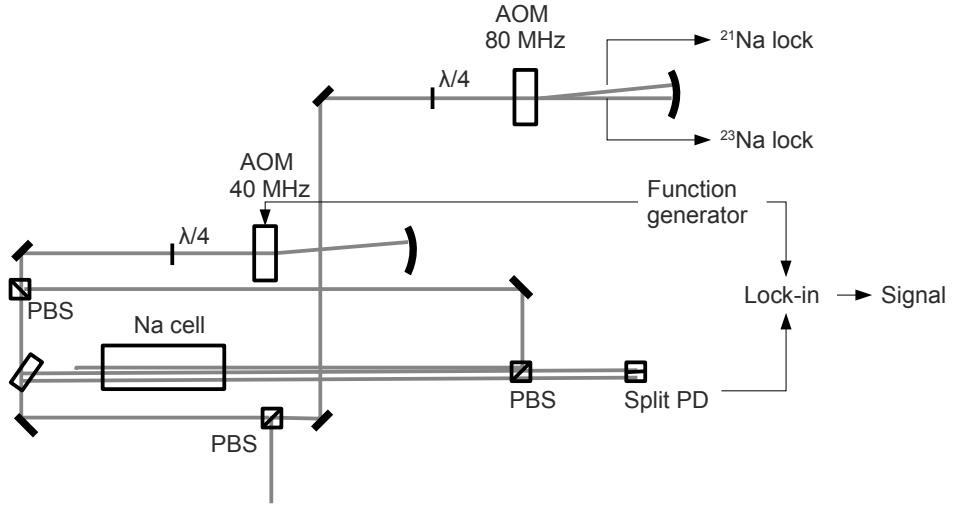 AOM
80 MHz
²¹Na lock
λ/4
²³Na lock
AOM
40 MHz
Function
generator
λ/4
PBS
Lock-in
Signal
Na cell
PBS
Split PD
PBS